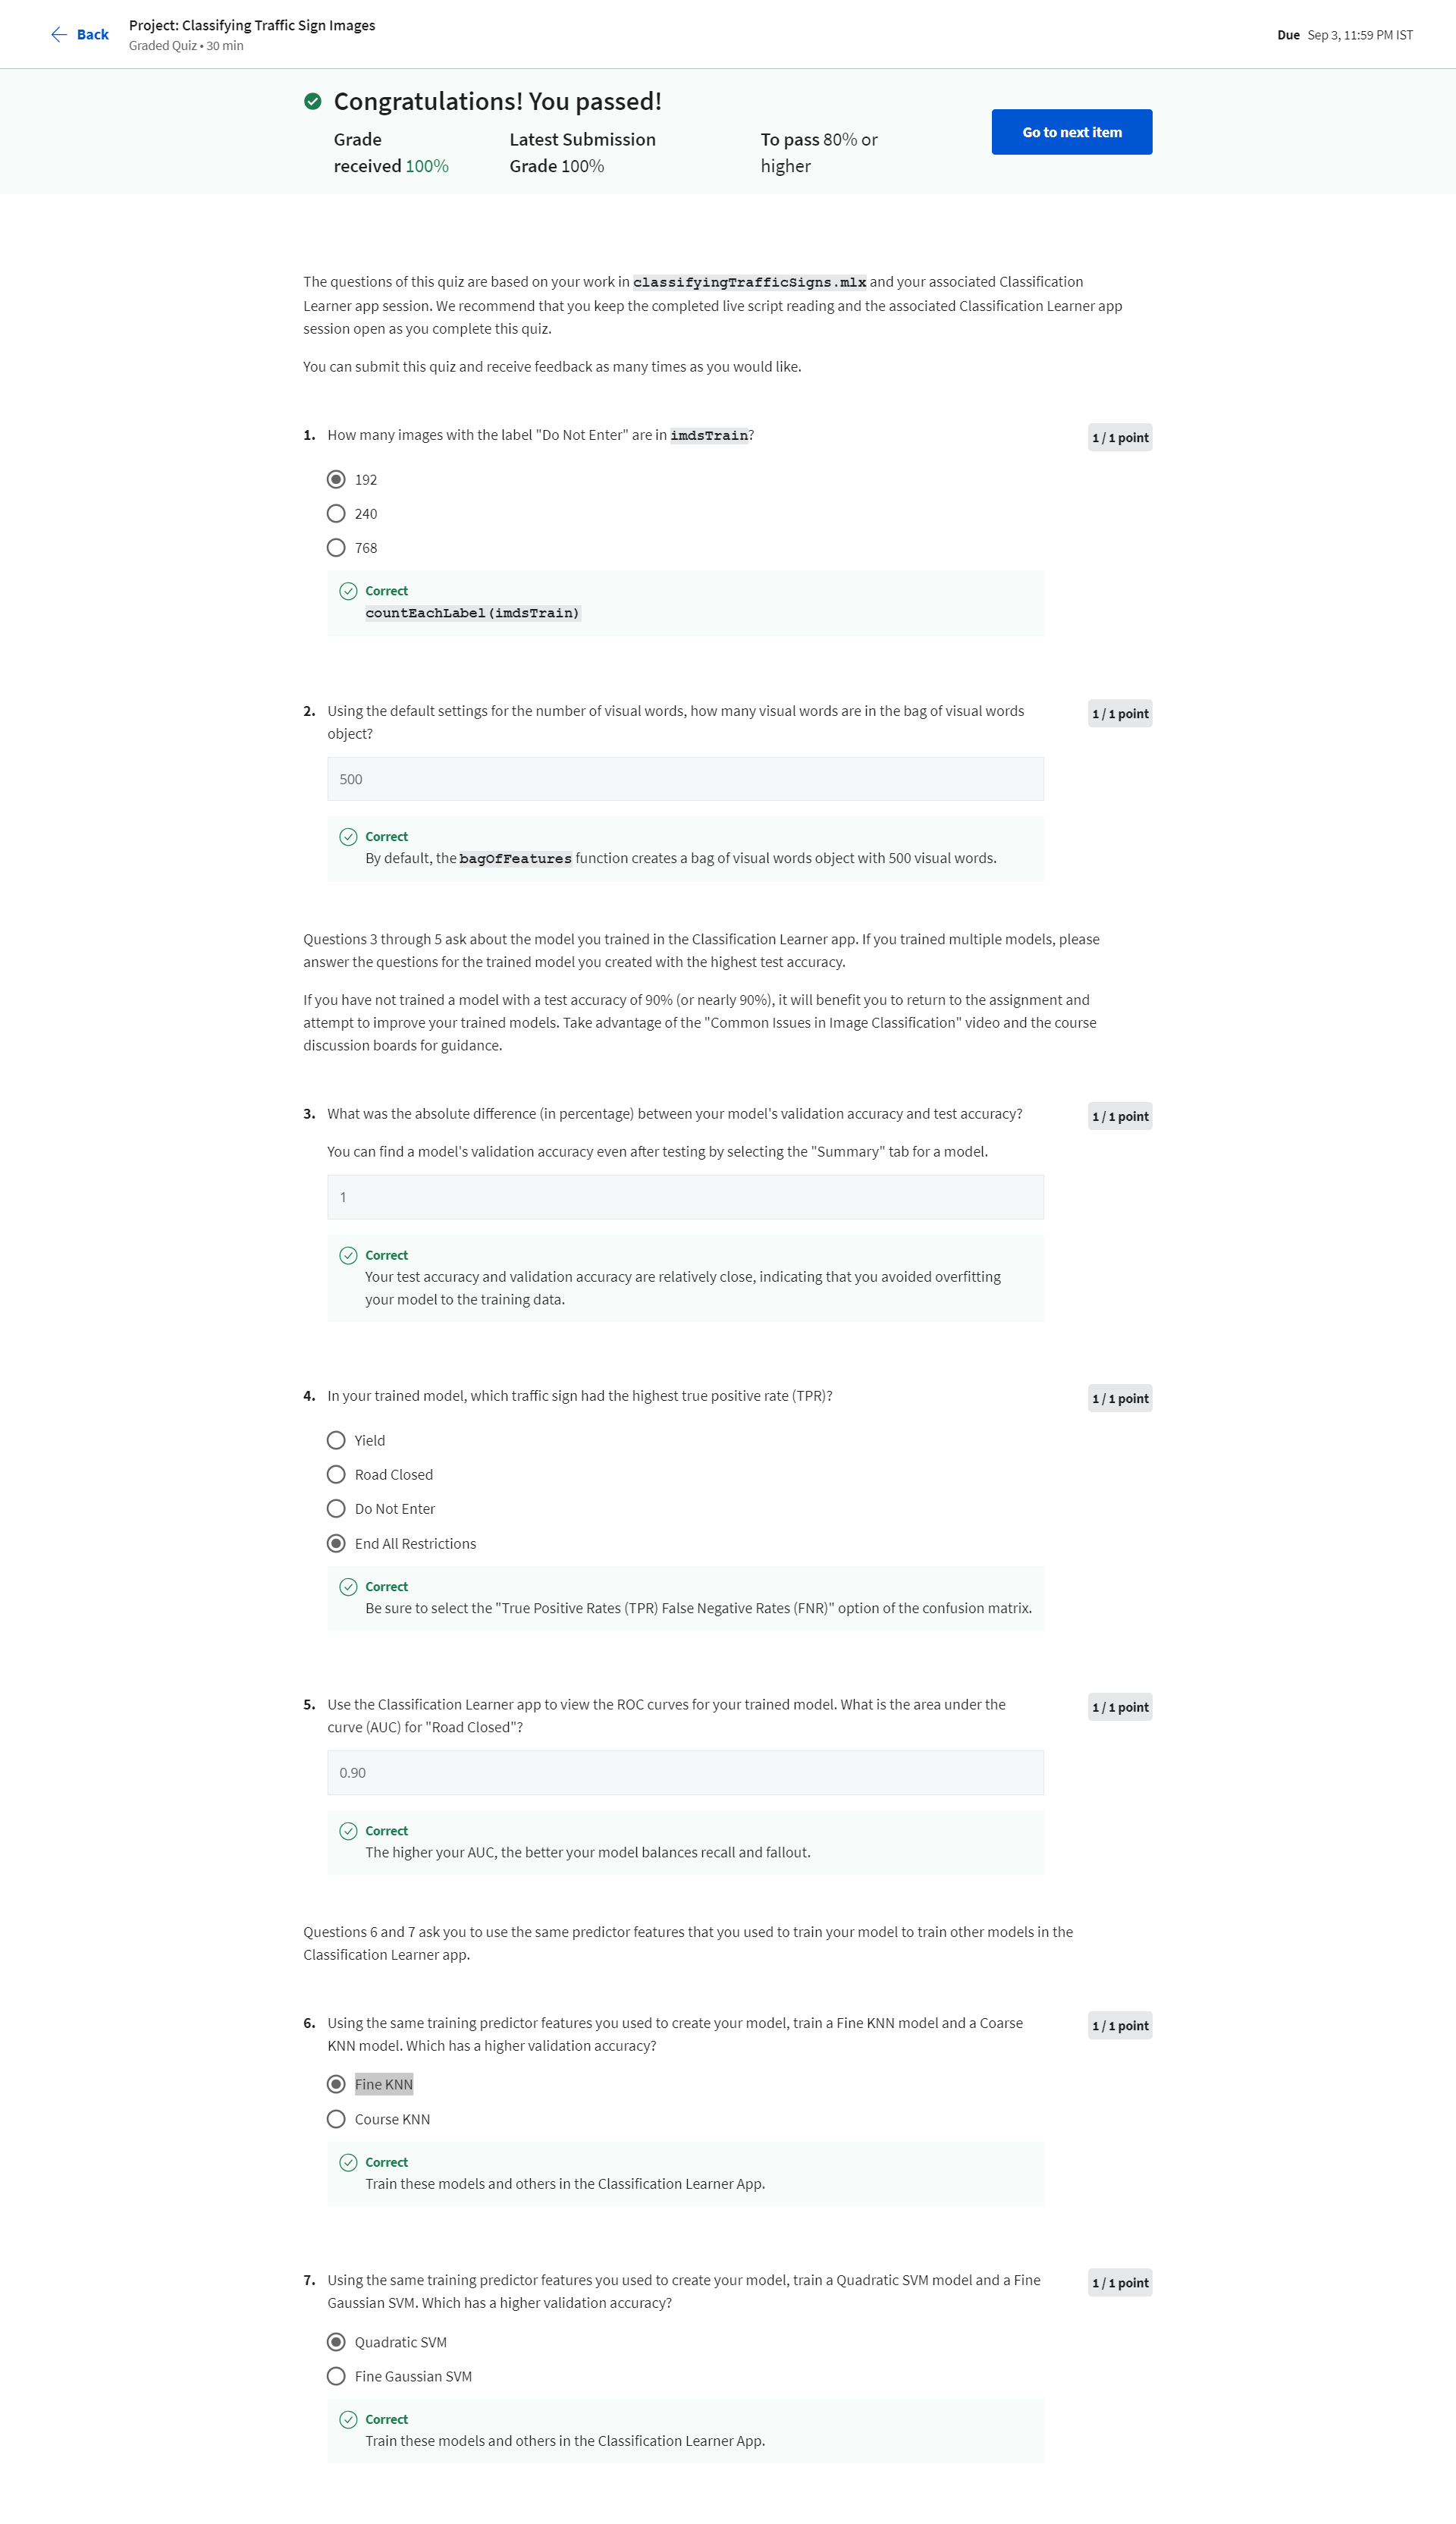 Back
Project: Classifying Traffic Sign Images
Graded Quiz • 30 min
Due Sep 3, 11:59 PM IST
Congratulations! You passed!
Grade
received 100%
Latest Submission
Grade 100%
To pass 80% or
higher
Go to next item
The questions of this quiz are based on your work in classifyingTrafficSigns.mlx and your associated Classification
Learner app session. We recommend that you keep the completed live script reading and the associated Classification Learner app
session open as you complete this quiz.
You can submit this quiz and receive feedback as many times as you would like.
1. How many images with the label "Do Not Enter" are in imdsTrain?
1 / 1 point
192
240
768
Correct
countEachLabel(imdsTrain)
2. Using the default settings for the number of visual words, how many visual words are in the bag of visual words
object?
1 / 1 point
500
Correct
By default, the bagOfFeatures function creates a bag of visual words object with 500 visual words.
Questions 3 through 5 ask about the model you trained in the Classification Learner app. If you trained multiple models, please
answer the questions for the trained model you created with the highest test accuracy.
If you have not trained a model with a test accuracy of 90% (or nearly 90%), it will benefit you to return to the assignment and
attempt to improve your trained models. Take advantage of the "Common Issues in Image Classification" video and the course
discussion boards for guidance.
3. What was the absolute difference (in percentage) between your model's validation accuracy and test accuracy?
1 / 1 point
You can find a model's validation accuracy even after testing by selecting the "Summary" tab for a model.
1
Correct
Your test accuracy and validation accuracy are relatively close, indicating that you avoided overfitting
your model to the training data.
4. In your trained model, which traffic sign had the highest true positive rate (TPR)?
1 / 1 point
Yield
Road Closed
Do Not Enter
End All Restrictions
Correct
Be sure to select the "True Positive Rates (TPR) False Negative Rates (FNR)" option of the confusion matrix.
5. Use the Classification Learner app to view the ROC curves for your trained model. What is the area under the
curve (AUC) for "Road Closed"?
1 / 1 point
0.90
Correct
The higher your AUC, the better your model balances recall and fallout.
Questions 6 and 7 ask you to use the same predictor features that you used to train your model to train other models in the
Classification Learner app.
6. Using the same training predictor features you used to create your model, train a Fine KNN model and a Coarse
KNN model. Which has a higher validation accuracy?
1 / 1 point
Fine KNN
Course KNN
Correct
Train these models and others in the Classification Learner App.
7. Using the same training predictor features you used to create your model, train a Quadratic SVM model and a Fine
Gaussian SVM. Which has a higher validation accuracy?
1 / 1 point
Quadratic SVM
Fine Gaussian SVM
Correct
Train these models and others in the Classification Learner App.